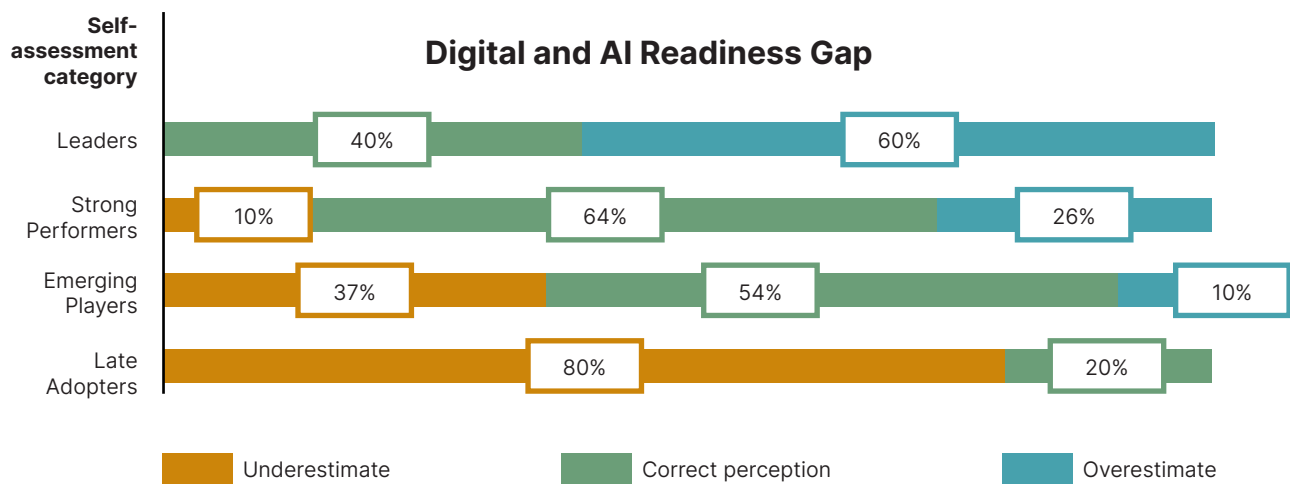 Self-
assessment
category
Digital and AI Readiness Gap
Leaders
40%
60%
Strong
Performers
10%
64%
26%
Emerging
Players
37%
54%
10%
Late
Adopters
80%
20%
Underestimate
Correct perception
Overestimate